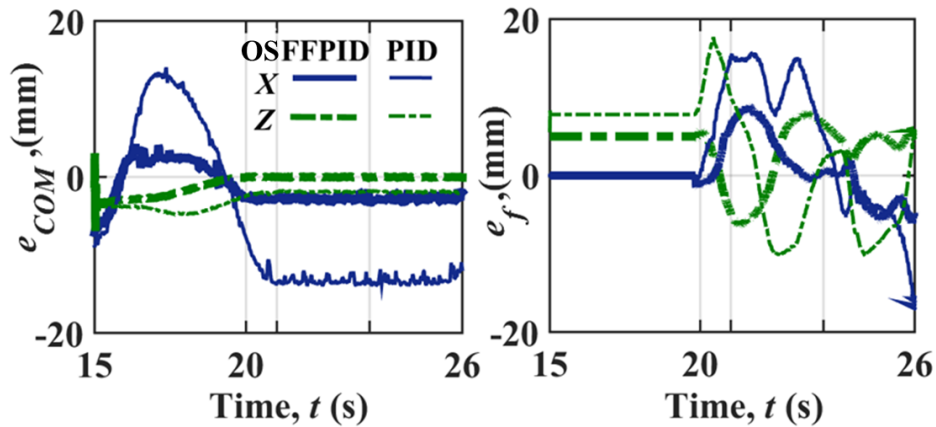 20
0
-20
e_COM,(mm)
OSFFPID PID
X
Z
15 20 26
Time, t (s)
20
0
-20
e_f,(mm)
15 20 26
Time, t (s)